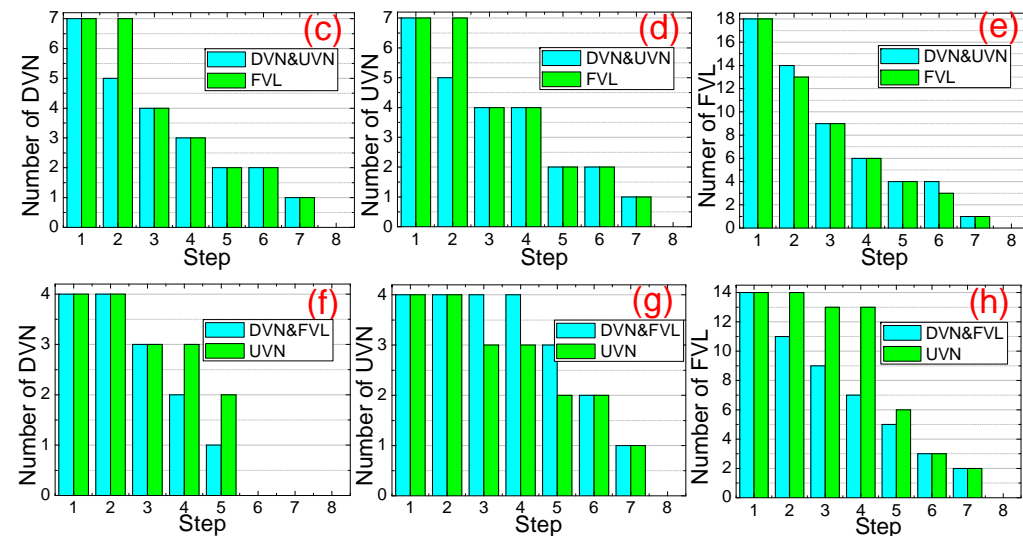 (c)
Number of DVN
7
6
5
4
3
2
1
0
DVN&UVN
FVL
1 2 3 4 5 6 7 8
Step
(d)
Number of UVN
7
6
5
4
3
2
1
0
DVN&UVN
FVL
1 2 3 4 5 6 7 8
Step
(e)
Numer of FVL
18
16
14
12
10
8
6
4
2
DVN&UVN
FVL
1 2 3 4 5 6 7 8
Step
(f)
Number of DVN
4
3
2
1
0
DVN&FVL
UVN
1 2 3 4 5 6 7 8
Step
(g)
Number of UVN
4
3
2
1
0
DVN&FVL
UVN
1 2 3 4 5 6 7 8
Step
(h)
Number of FVL
14
12
10
8
6
4
2
0
DVN&FVL
UVN
1 2 3 4 5 6 7 8
Step